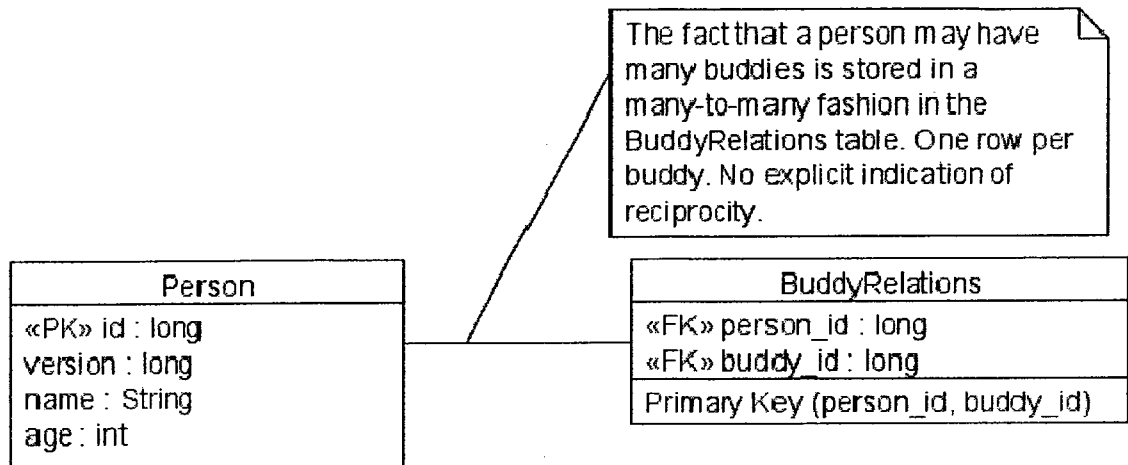 The fact that a person may have
many buddies is stored in a
many-to-many fashion in the
BuddyRelations table. One row per
buddy. No explicit indication of
reciprocity.
Person
«PK» id : long
version : long
name : String
age : int
BuddyRelations
«FK» person_id : long
«FK» buddy_id : long
Primary Key (person_id, buddy_id)